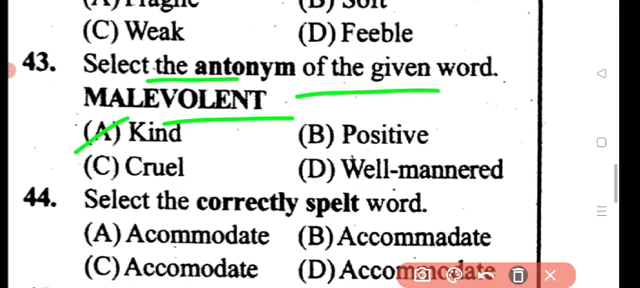 (C) Weak (D) Feeble
43. Select the antonym of the given word.
MALEVOLENT
(A) Kind (B) Positive
(C) Cruel (D) Well-mannered
44. Select the correctly spelt word.
(A) Acommodate (B) Accommadate
(C) Accomodate (D)